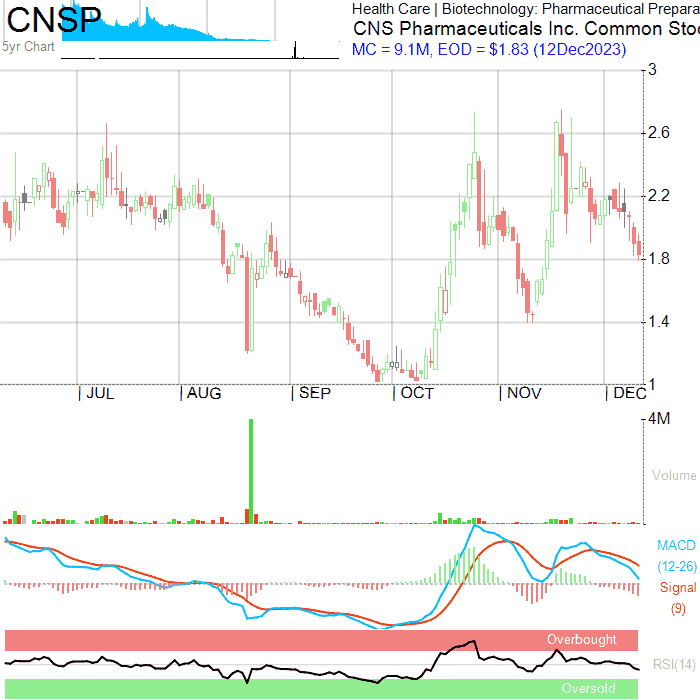 CNSP
5yr Chart
Health Care | Biotechnology: Pharmaceutical Prepara
CNS Pharmaceuticals Inc. Common Stoc
MC = 9.1M, EOD = $1.83 (12Dec2023)
3
2.6
2.2
1.8
1.4
1
JUL AUG SEP OCT NOV DEC
4M
Volume
MACD
(12-26)
Signal
(9)
Overbought
RSI(14)
Oversold